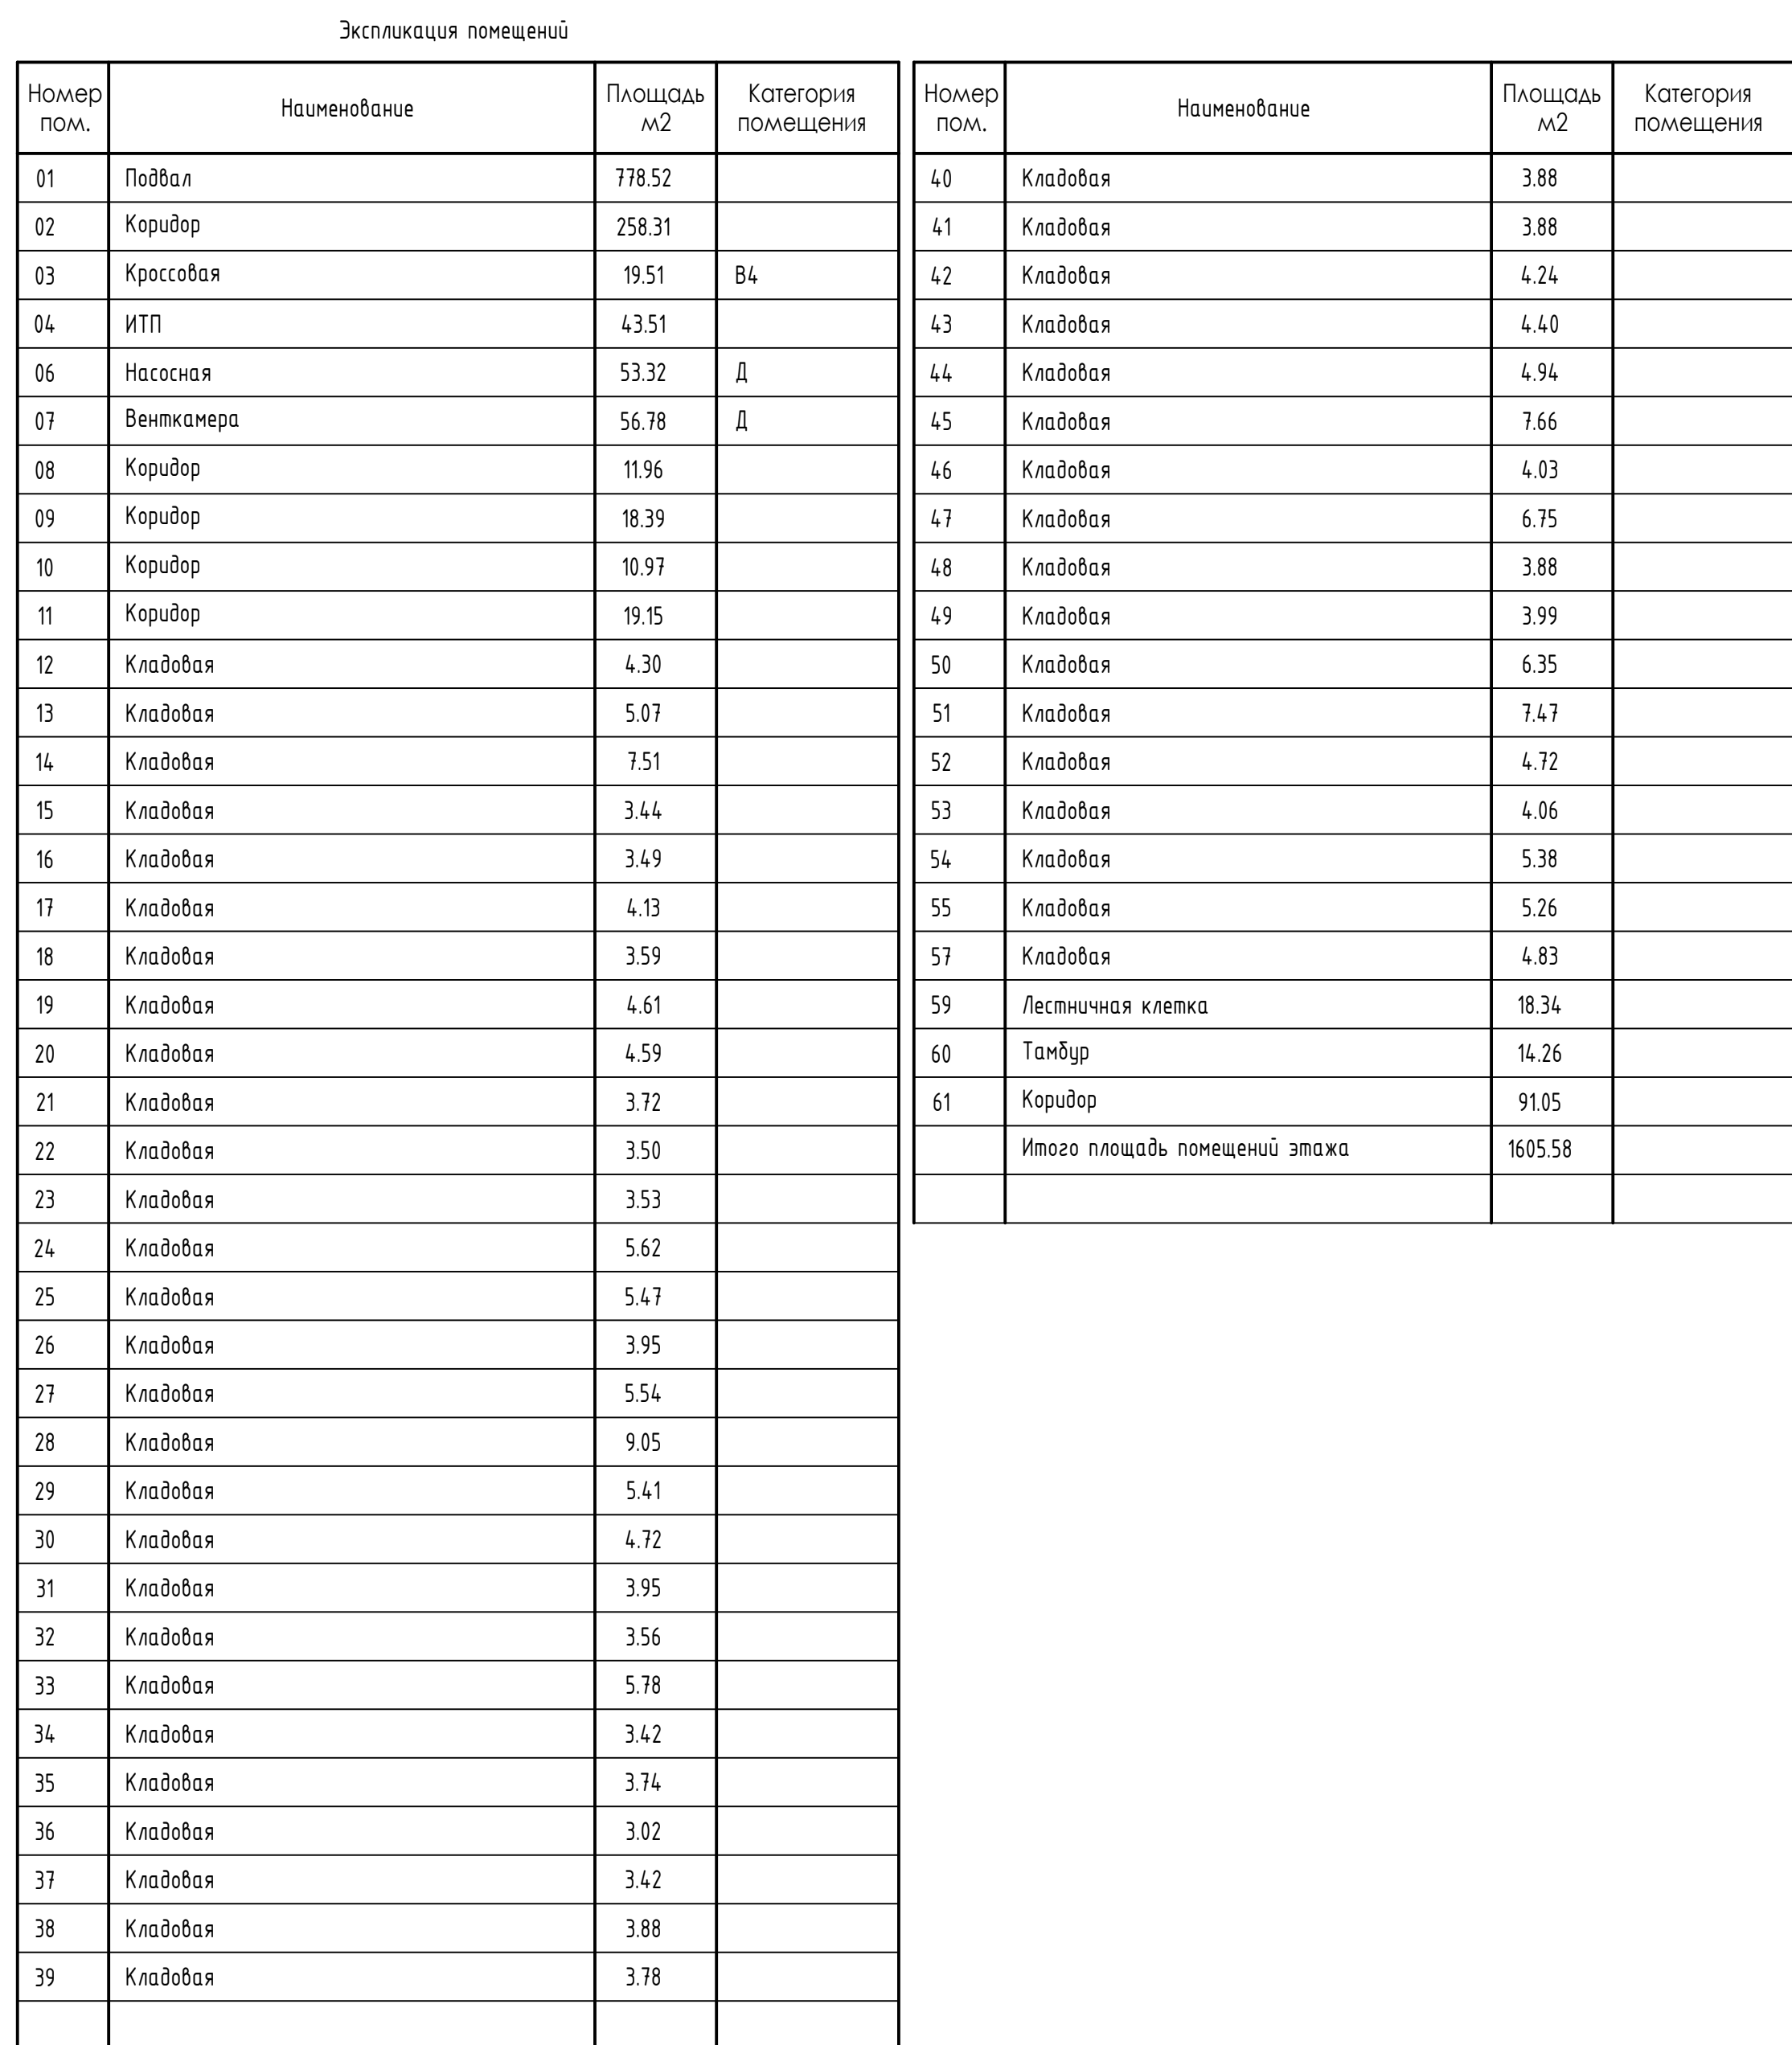 Экспликация помещений
Номер пом. Наименование Площадь м2 Категория помещения
01 Подвал 778.52
02 Коридор 258.31
03 Кроссовая 19.51 В4
04 ИТП 43.51
06 Насосная 53.32 Д
07 Венткамера 56.78 Д
08 Коридор 11.96
09 Коридор 18.39
10 Коридор 10.97
11 Коридор 19.15
12 Кладовая 4.30
13 Кладовая 5.07
14 Кладовая 7.51
15 Кладовая 3.44
16 Кладовая 3.49
17 Кладовая 4.13
18 Кладовая 3.59
19 Кладовая 4.61
20 Кладовая 4.59
21 Кладовая 3.72
22 Кладовая 3.50
23 Кладовая 3.53
24 Кладовая 5.62
25 Кладовая 5.47
26 Кладовая 3.95
27 Кладовая 5.54
28 Кладовая 9.05
29 Кладовая 5.41
30 Кладовая 4.72
31 Кладовая 3.95
32 Кладовая 3.56
33 Кладовая 5.78
34 Кладовая 3.42
35 Кладовая 3.74
36 Кладовая 3.02
37 Кладовая 3.42
38 Кладовая 3.88
39 Кладовая 3.78
Номер пом. Наименование Площадь м2 Категория помещения
40 Кладовая 3.88
41 Кладовая 3.88
42 Кладовая 4.24
43 Кладовая 4.40
44 Кладовая 4.94
45 Кладовая 7.66
46 Кладовая 4.03
47 Кладовая 6.75
48 Кладовая 3.88
49 Кладовая 3.99
50 Кладовая 6.35
51 Кладовая 7.47
52 Кладовая 4.72
53 Кладовая 4.06
54 Кладовая 5.38
55 Кладовая 5.26
57 Кладовая 4.83
59 Лестничная клетка 18.34
60 Тамбур 14.26
61 Коридор 91.05
Итого площадь помещений этажа 1605.58